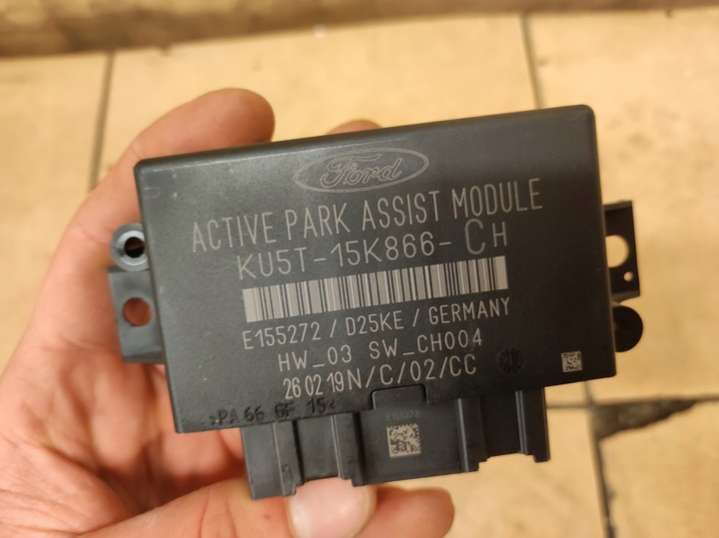 Ford
ACTIVE PARK ASSIST MODULE
KU5T-15K866-CH
E155272 / D25KE / GERMANY
HW_03 SW_CH004
26 02 19N/C/02/CC
>PA 66 GF 15<